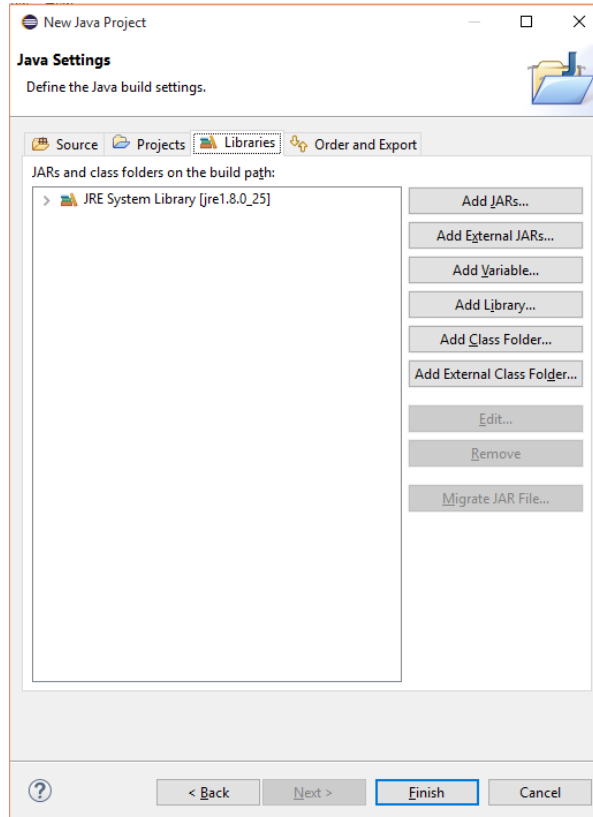 New Java Project
Java Settings
Define the Java build settings.
Source Projects Libraries Order and Export
JARs and class folders on the build path:
JRE System Library [jre1.8.0_25]
Add JARs...
Add External JARs...
Add Variable...
Add Library...
Add Class Folder...
Add External Class Folder...
Edit...
Remove
Migrate JAR File...
? < Back Next > Finish Cancel